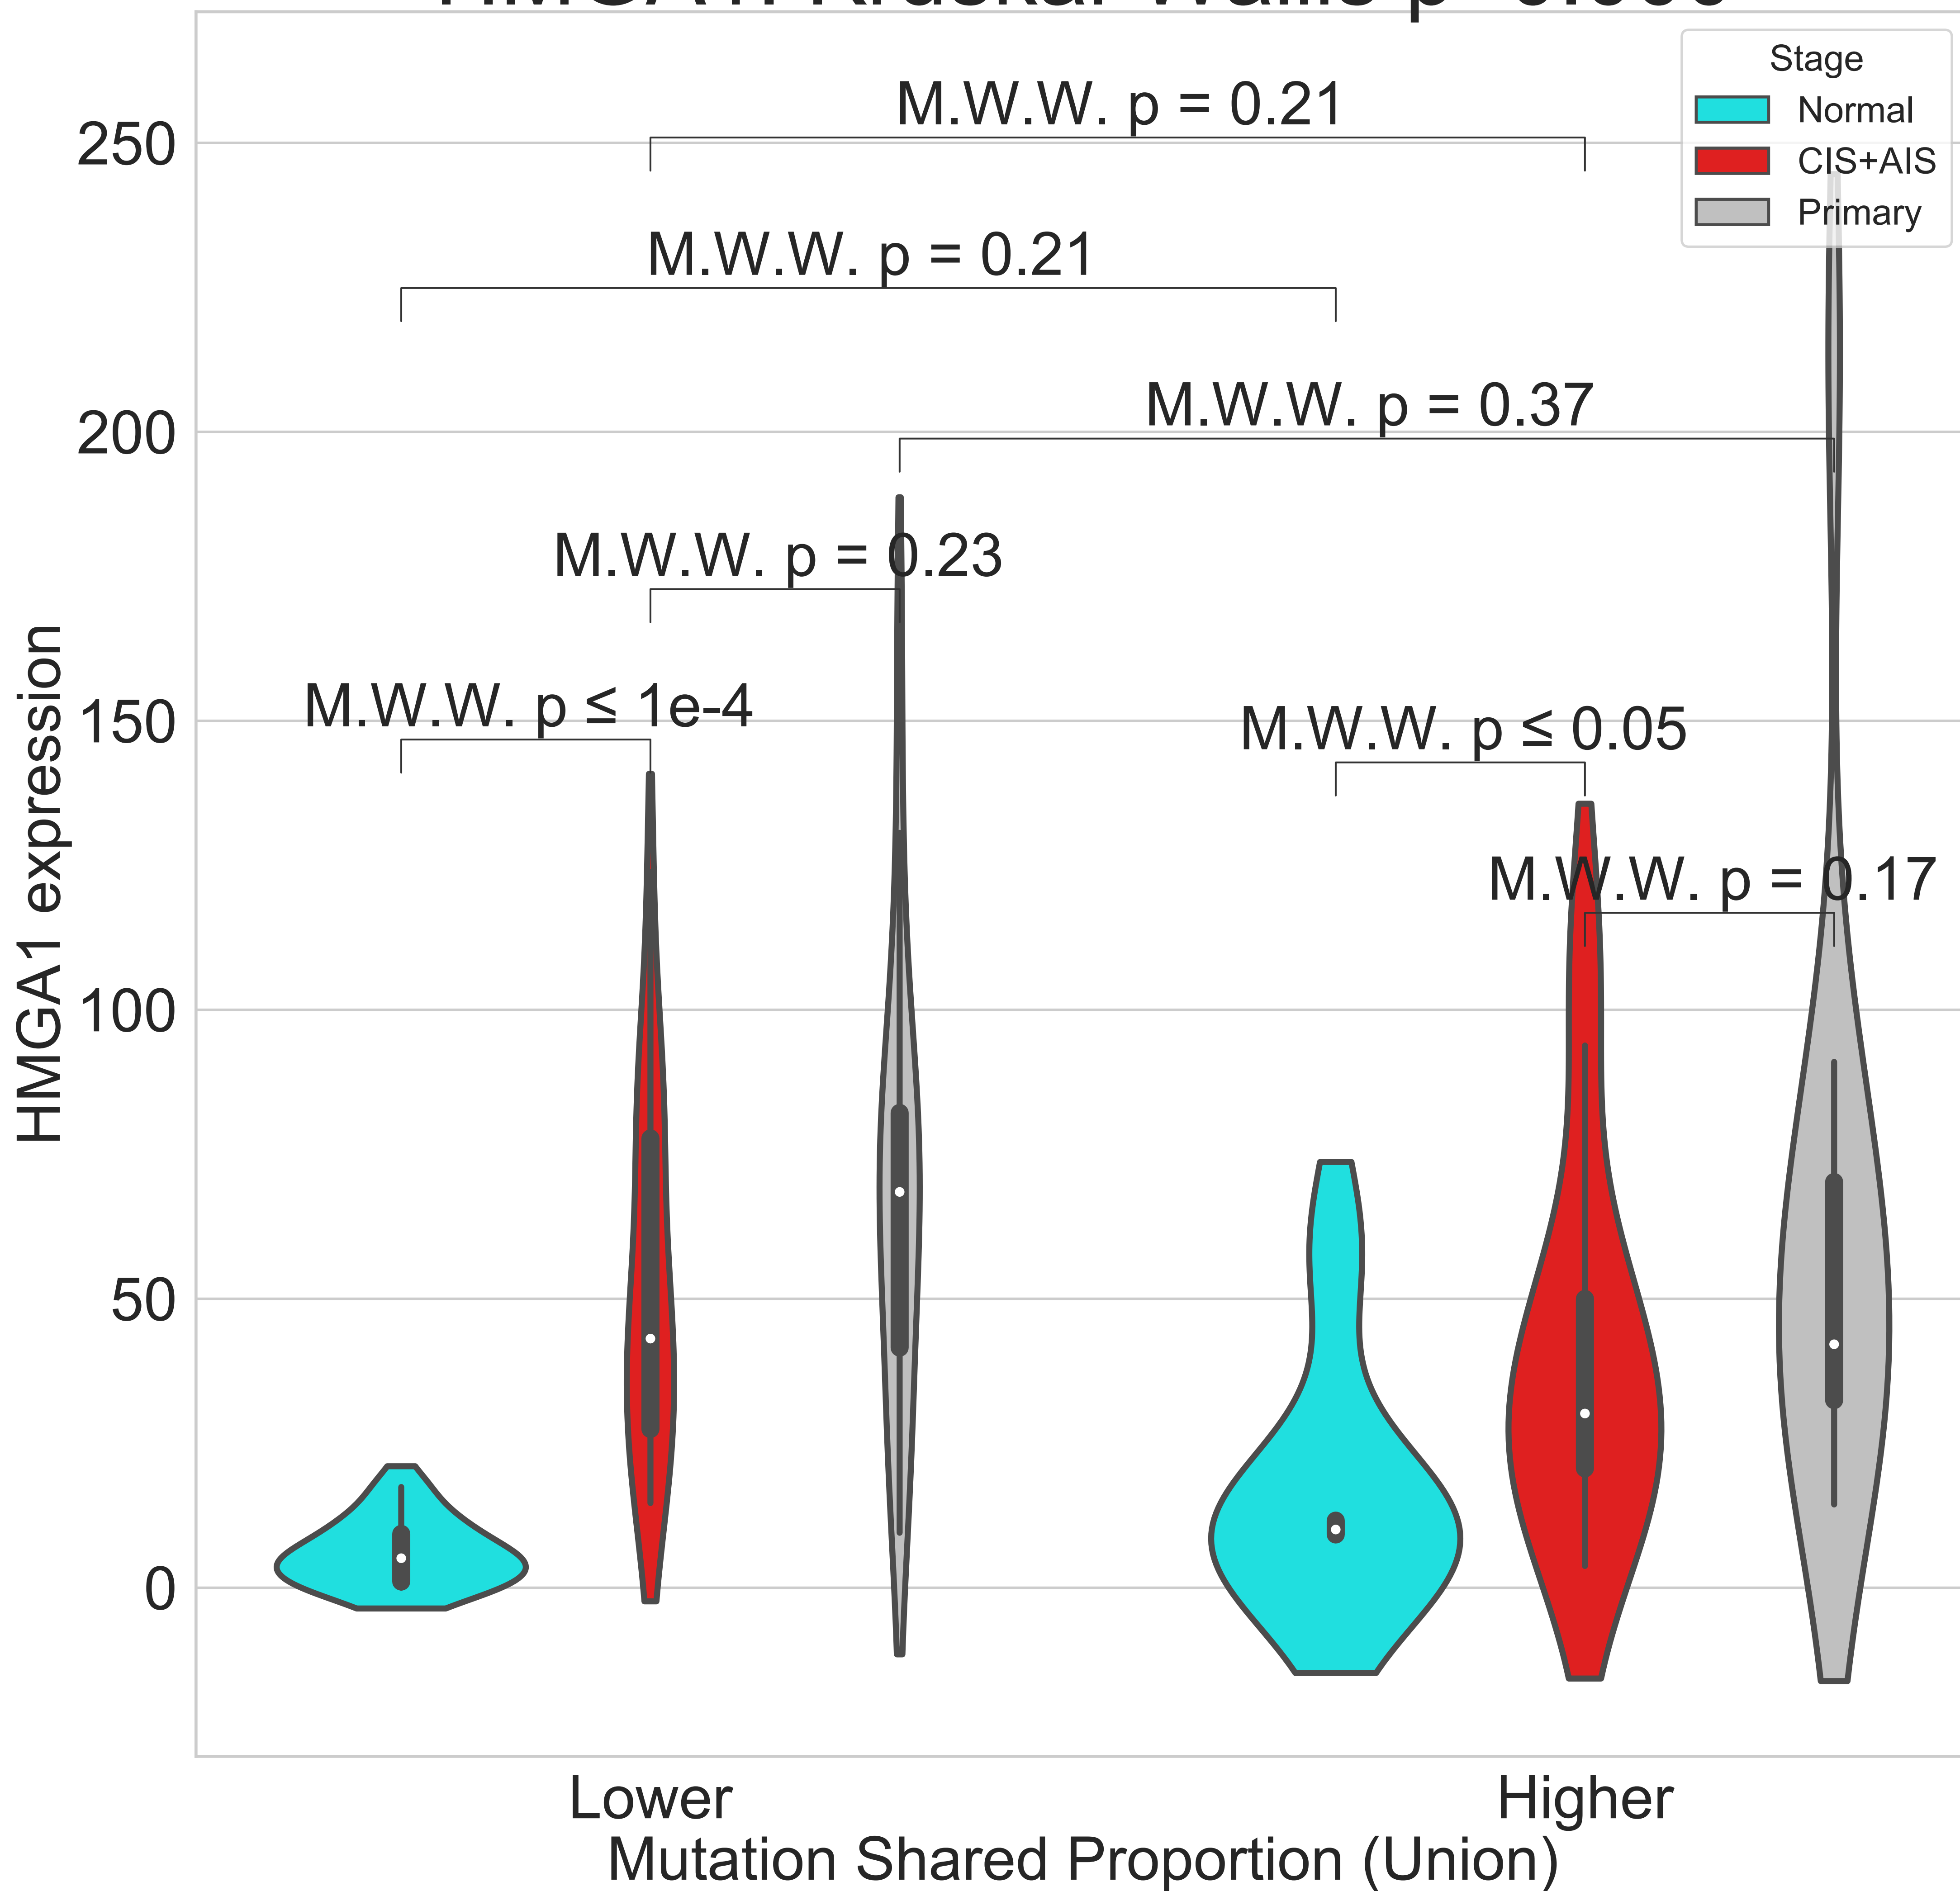 Stage
Normal
CIS+AIS
Primary
M.W.W. p = 0.21
M.W.W. p = 0.21
M.W.W. p = 0.37
M.W.W. p = 0.23
M.W.W. p ≤ 1e-4
M.W.W. p ≤ 0.05
M.W.W. p = 0.17
HMGA1 expression
250
200
150
100
50
0
Lower
Higher
Mutation Shared Proportion (Union)